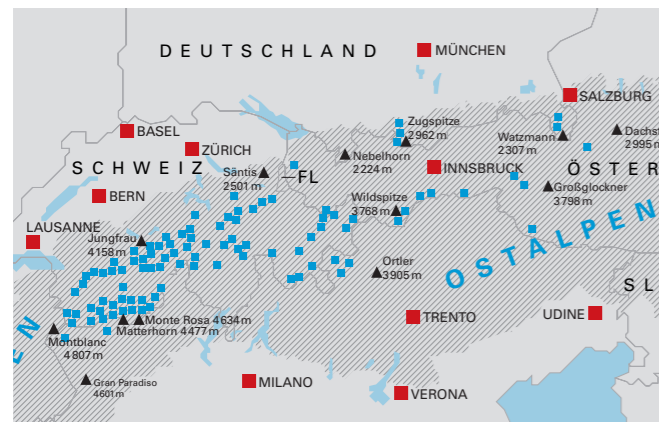 DEUTSCHLAND
MÜNCHEN
SALZBURG
Zugspitze
2962 m
Watzmann
2307 m
Dachst
2995 m
BASEL
ZÜRICH
Nebelhorn
2224 m
INNSBRUCK
ÖSTER
SCHWEIZ
Säntis
2501 m
FL
Großglockner
3798 m
BERN
Wildspitze
3768 m
LAUSANNE
Jungfrau
4158 m
Ortler
3905 m
OSTALPEN
SL
EN
Monte Rosa 4634 m
Matterhorn 4477 m
TRENTO
UDINE
Montblanc
4807 m
Gran Paradiso
4601 m
MILANO
VERONA